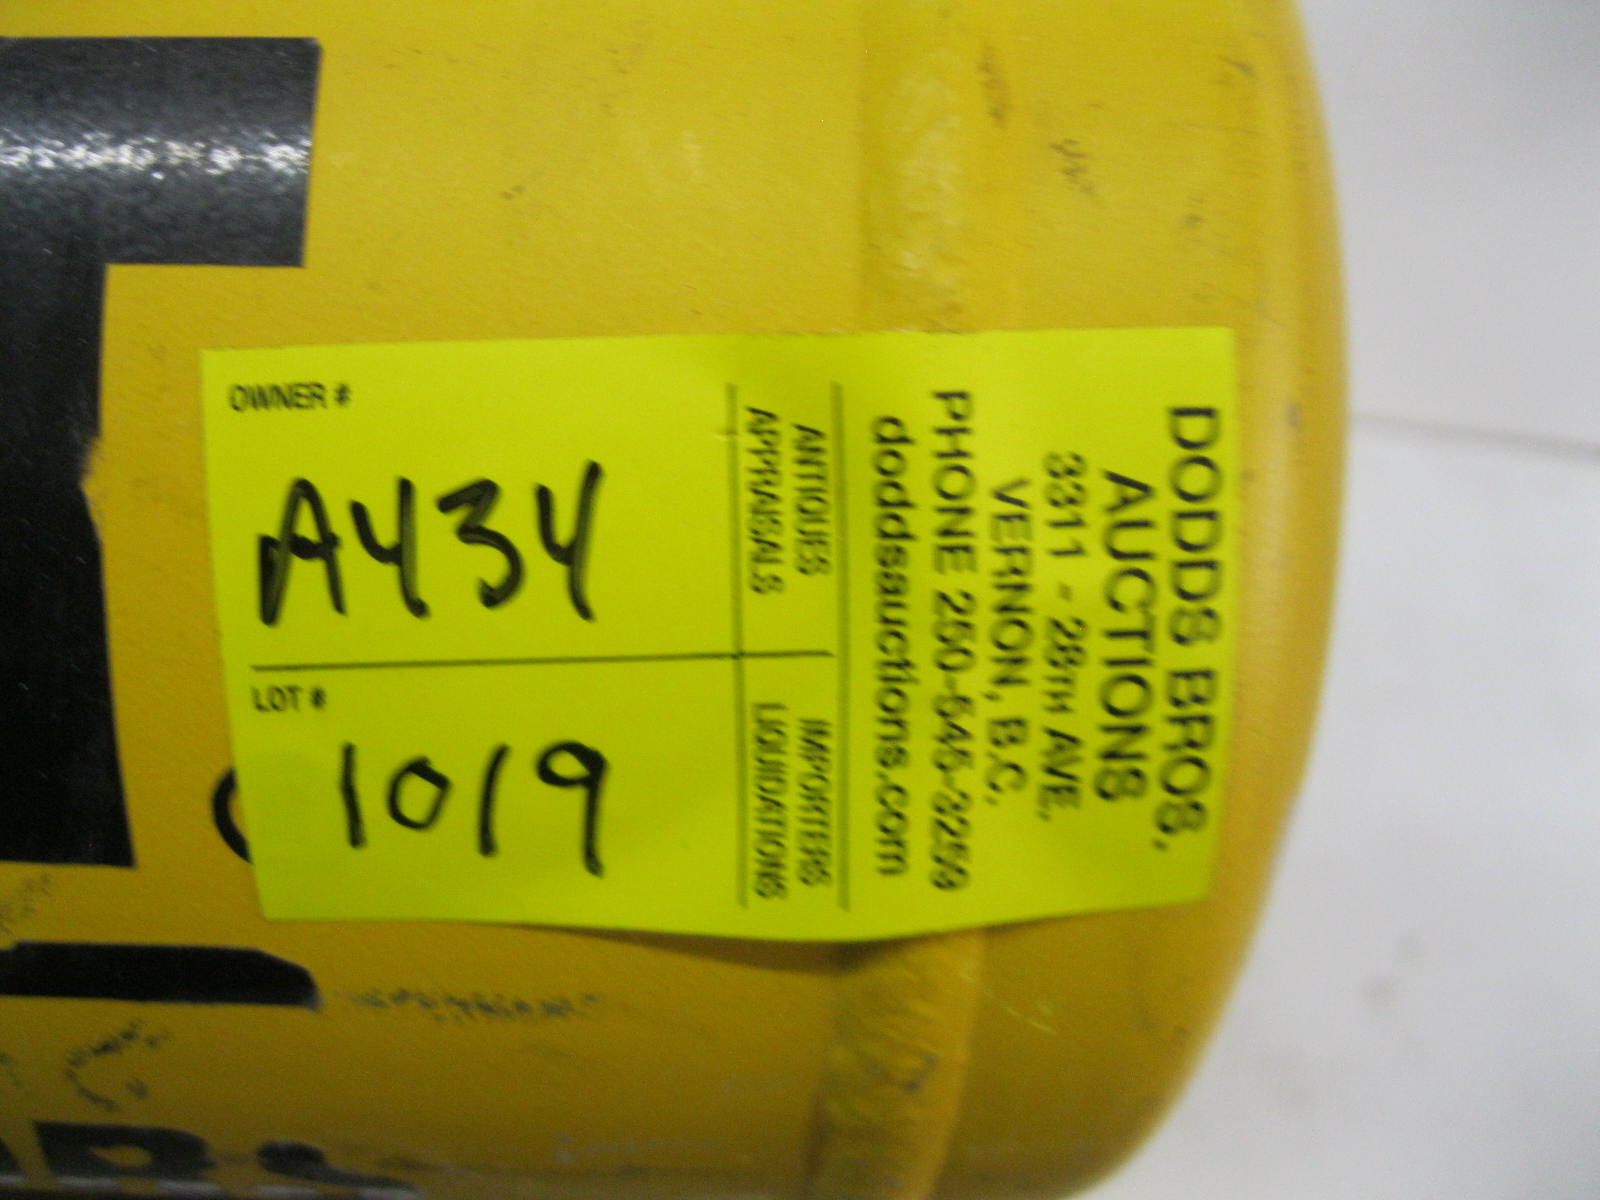 DODDS BROS.
AUCTIONS
3311 - 28TH AVE.
VERNON, B.C.
PHONE 250-545-3259
doddsauctions.com
ANTIQUES
APPRAISALS
IMPORTERS
LIQUIDATIONS
OWNER #
A434
LOT #
1019